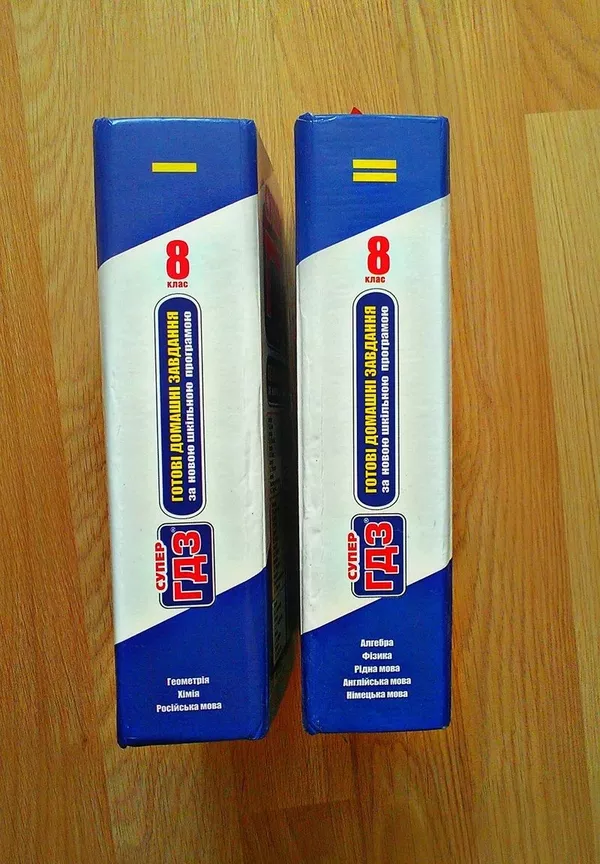 I
8
клас
ГОТОВІ ДОМАШНІ ЗАВДАННЯ
за новою шкільною програмою
СУПЕР
ГДЗ®
Геометрія
Хімія
Російська мова
II
8
клас
ГОТОВІ ДОМАШНІ ЗАВДАННЯ
за новою шкільною програмою
СУПЕР
ГДЗ®
Алгебра
Фізика
Рідна мова
Англійська мова
Німецька мова